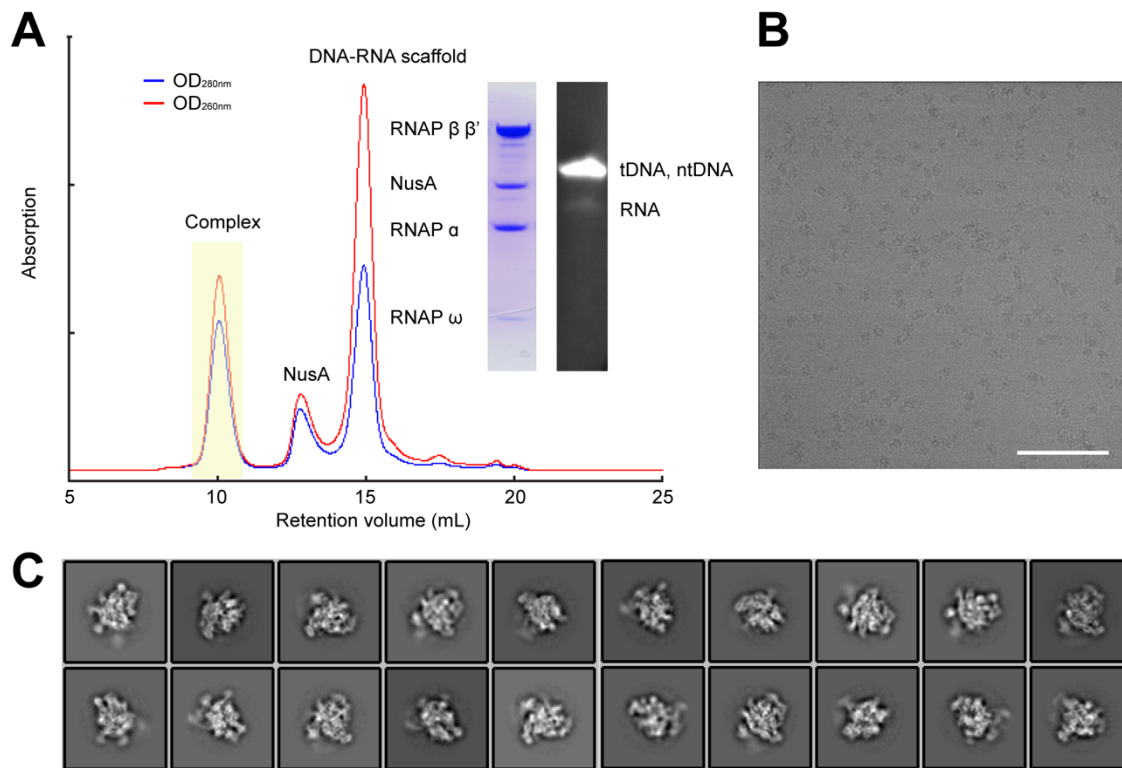 A
B
DNA-RNA scaffold
OD280nm
OD260nm
RNAP β β’
NusA
RNAP α
RNAP ω
tDNA, ntDNA
RNA
Complex
NusA
Absorption
5
10
15
20
25
Retention volume (mL)
C